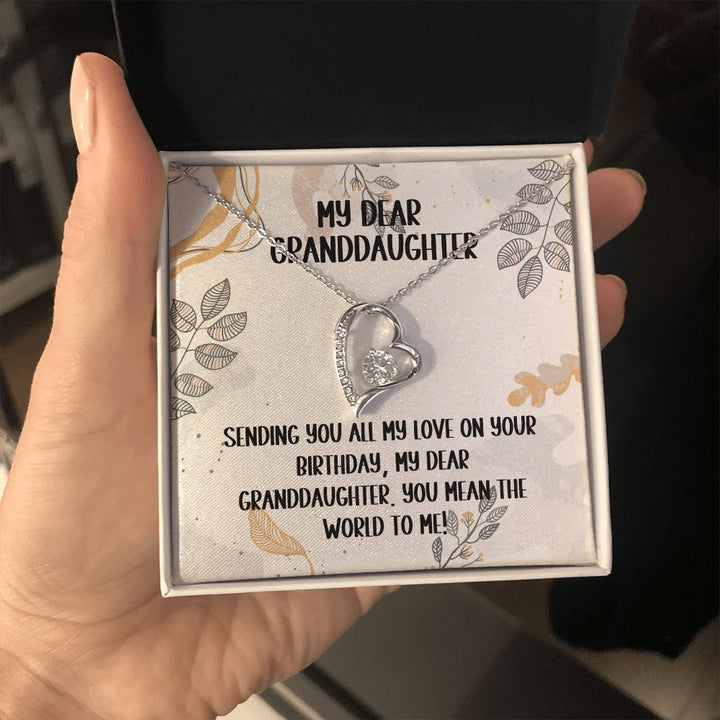 MY DEAR
GRANDDAUGHTER
SENDING YOU ALL MY LOVE ON YOUR
BIRTHDAY, MY DEAR
GRANDDAUGHTER. YOU MEAN THE
WORLD TO ME!